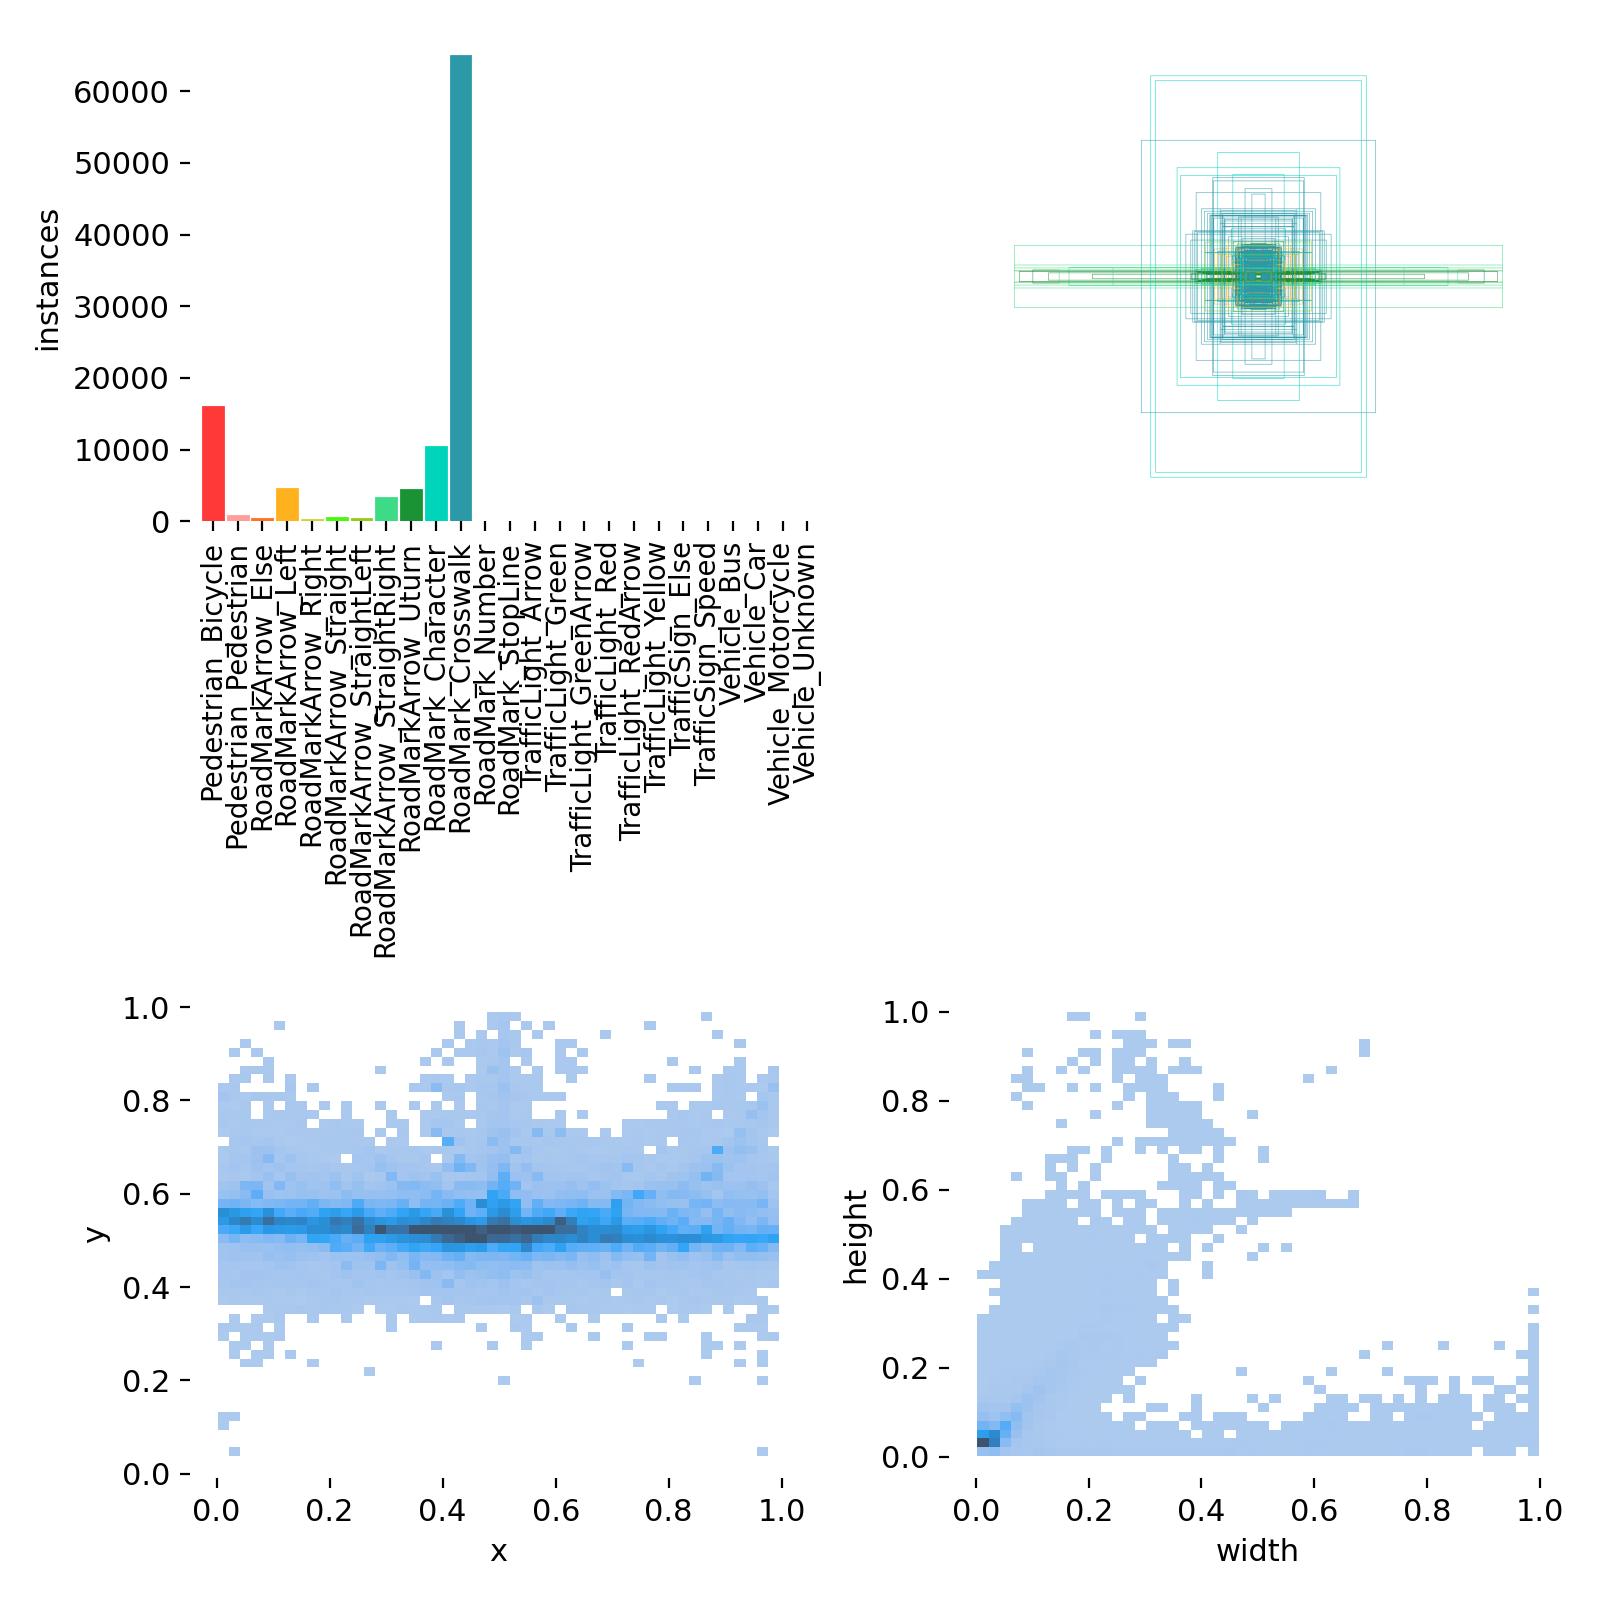 60000
50000
40000
30000
20000
10000
0
instances
Pedestrian_Bicycle
Pedestrian_Pedestrian
RoadMarkArrow_Else
RoadMarkArrow_Left
RoadMarkArrow_Right
RoadMarkArrow_Straight
RoadMarkArrow_StraightLeft
RoadMarkArrow_StraightRight
RoadMarkArrow_Uturn
RoadMark_Character
RoadMark_Crosswalk
RoadMark_Number
RoadMark_StopLine
TrafficLight_Arrow
TrafficLight_Green
TrafficLight_GreenArrow
TrafficLight_Red
TrafficLight_RedArrow
TrafficLight_Yellow
TrafficSign_Else
TrafficSign_Speed
Vehicle_Bus
Vehicle_Car
Vehicle_Motorcycle
Vehicle_Unknown
1.0
0.8
0.6
0.4
0.2
0.0
y
0.0 0.2 0.4 0.6 0.8 1.0
x
1.0
0.8
0.6
0.4
0.2
0.0
height
0.0 0.2 0.4 0.6 0.8 1.0
width